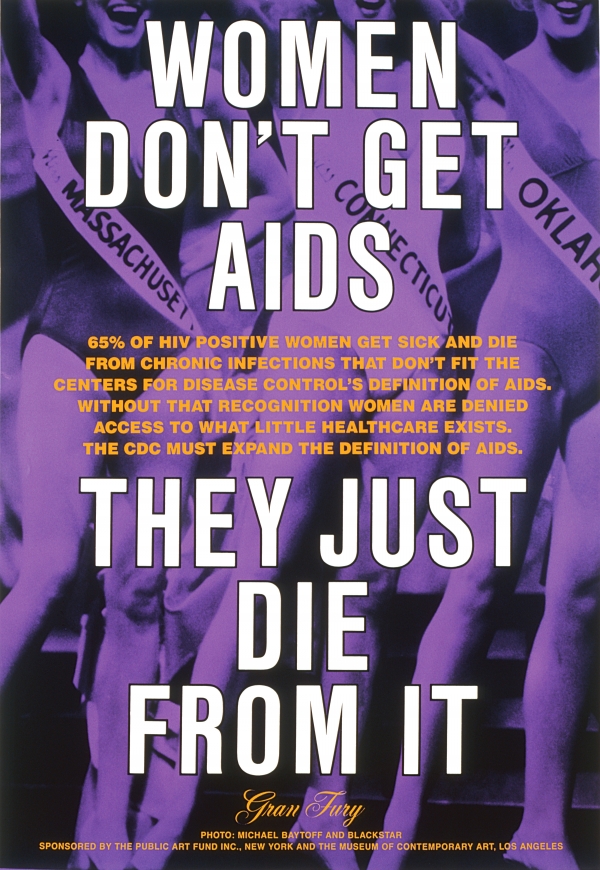 WOMEN
DON'T GET
AIDS
MASSACHUSET
CONNECTICUT
OKLAH
65% OF HIV POSITIVE WOMEN GET SICK AND DIE
FROM CHRONIC INFECTIONS THAT DON'T FIT THE
CENTERS FOR DISEASE CONTROL'S DEFINITION OF AIDS.
WITHOUT THAT RECOGNITION WOMEN ARE DENIED
ACCESS TO WHAT LITTLE HEALTHCARE EXISTS.
THE CDC MUST EXPAND THE DEFINITION OF AIDS.
THEY JUST
DIE
FROM IT
Gran Fury
PHOTO: MICHAEL BAYTOFF AND BLACKSTAR
SPONSORED BY THE PUBLIC ART FUND INC., NEW YORK AND THE MUSEUM OF CONTEMPORARY ART, LOS ANGELES